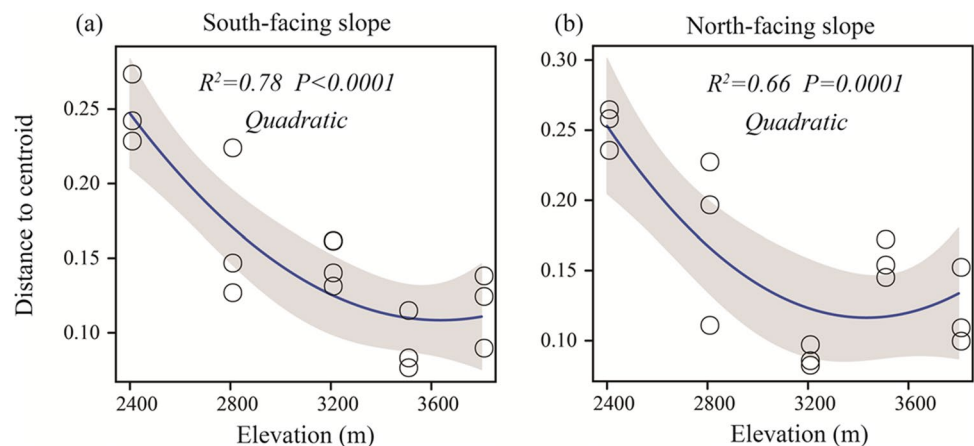 (a) South-facing slope
R²=0.78 P<0.0001
Quadratic
0.25
0.20
0.15
0.10
2400 2800 3200 3600
Elevation (m)
Distance to centroid
(b) North-facing slope
R²=0.66 P=0.0001
Quadratic
0.30
0.25
0.20
0.15
0.10
2400 2800 3200 3600
Elevation (m)